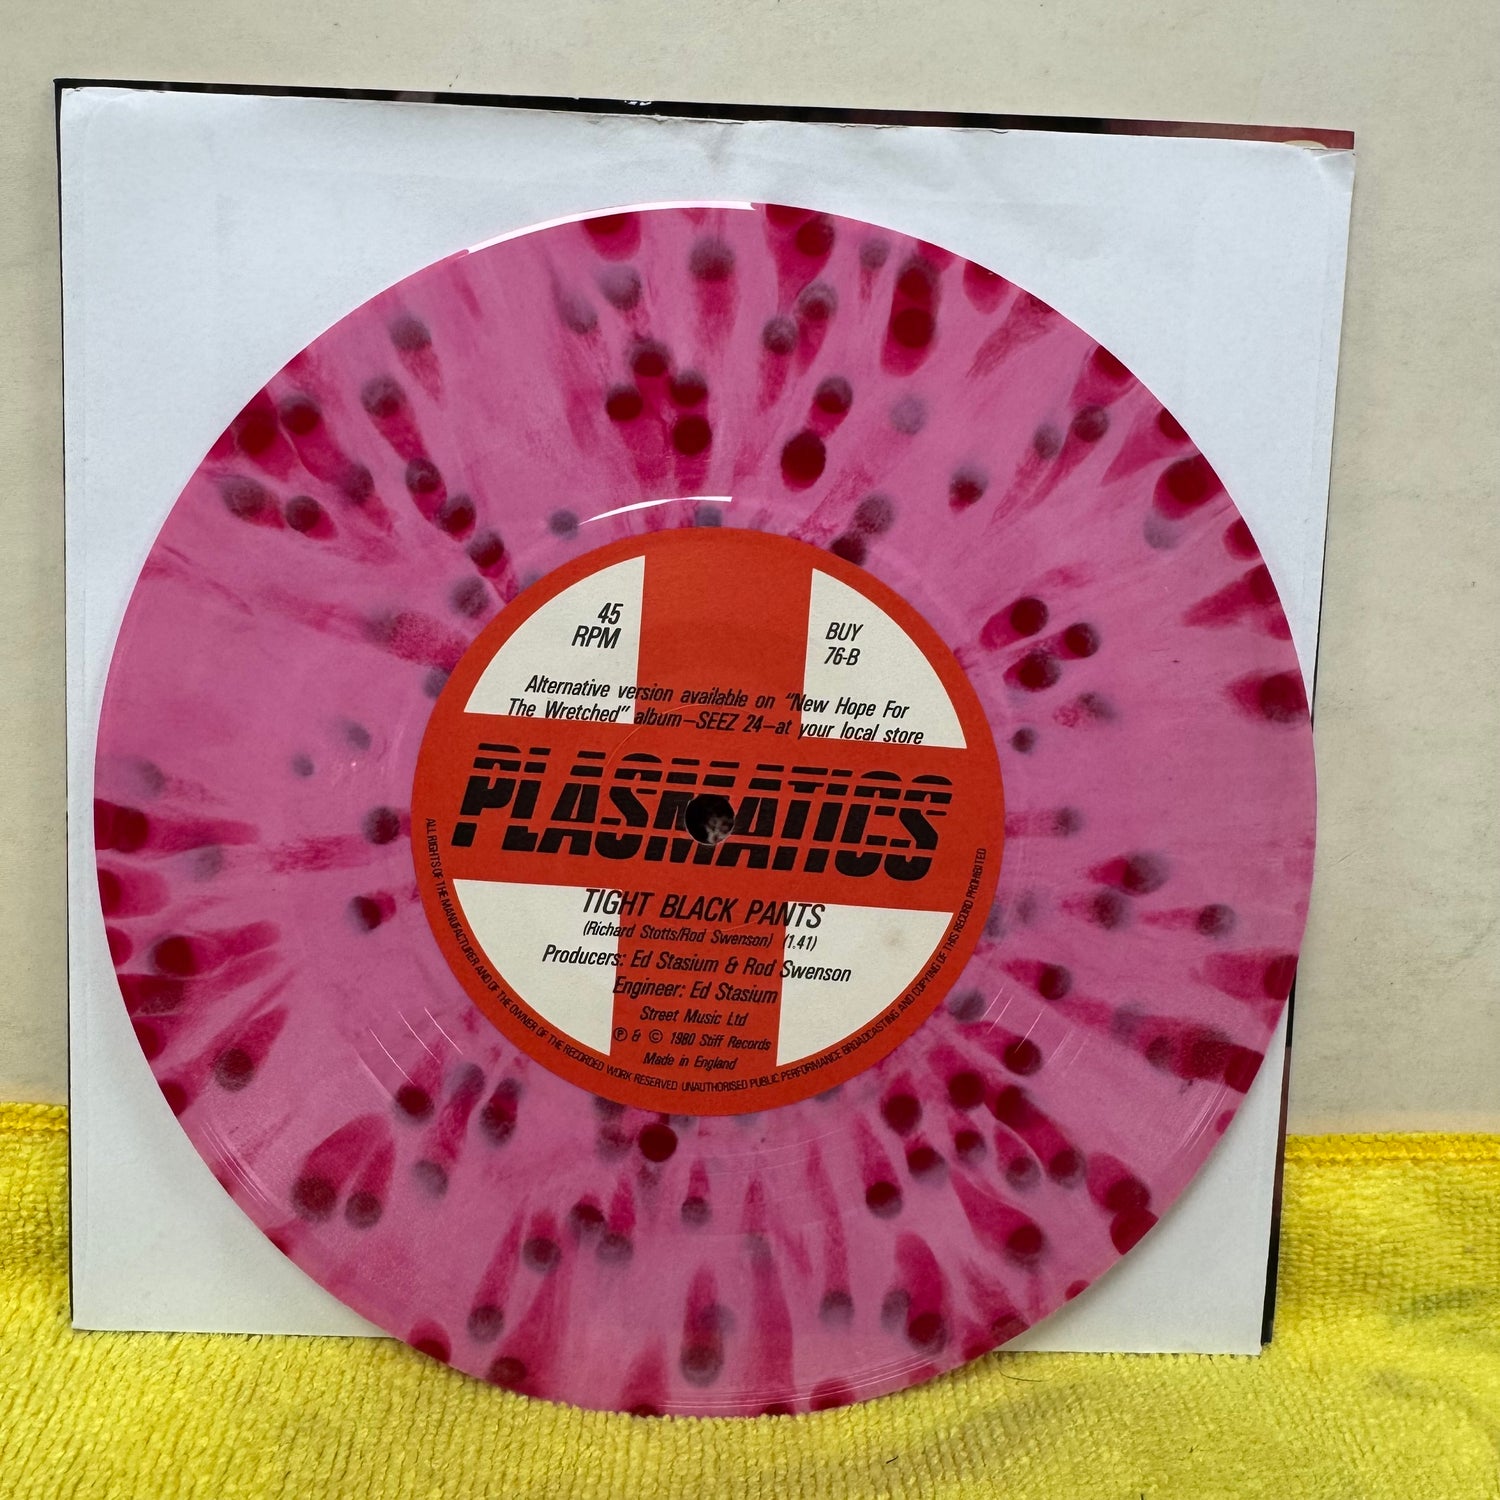 45
RPM
BUY
76-B
Alternative version available on "New Hope For
The Wretched" album—SEEZ 24—at your local store
PLASMATICS
TIGHT BLACK PANTS
(Richard Stotts/Rod Swenson) (1.41)
Producers: Ed Stasium & Rod Swenson
Engineer: Ed Stasium
Street Music Ltd
℗ & © 1980 Stiff Records
Made in England
ALL RIGHTS OF THE MANUFACTURER AND OF THE OWNER OF THE RECORDED WORK RESERVED UNAUTHORISED PUBLIC PERFORMANCE BROADCASTING AND COPYING OF THIS RECORD PROHIBITED